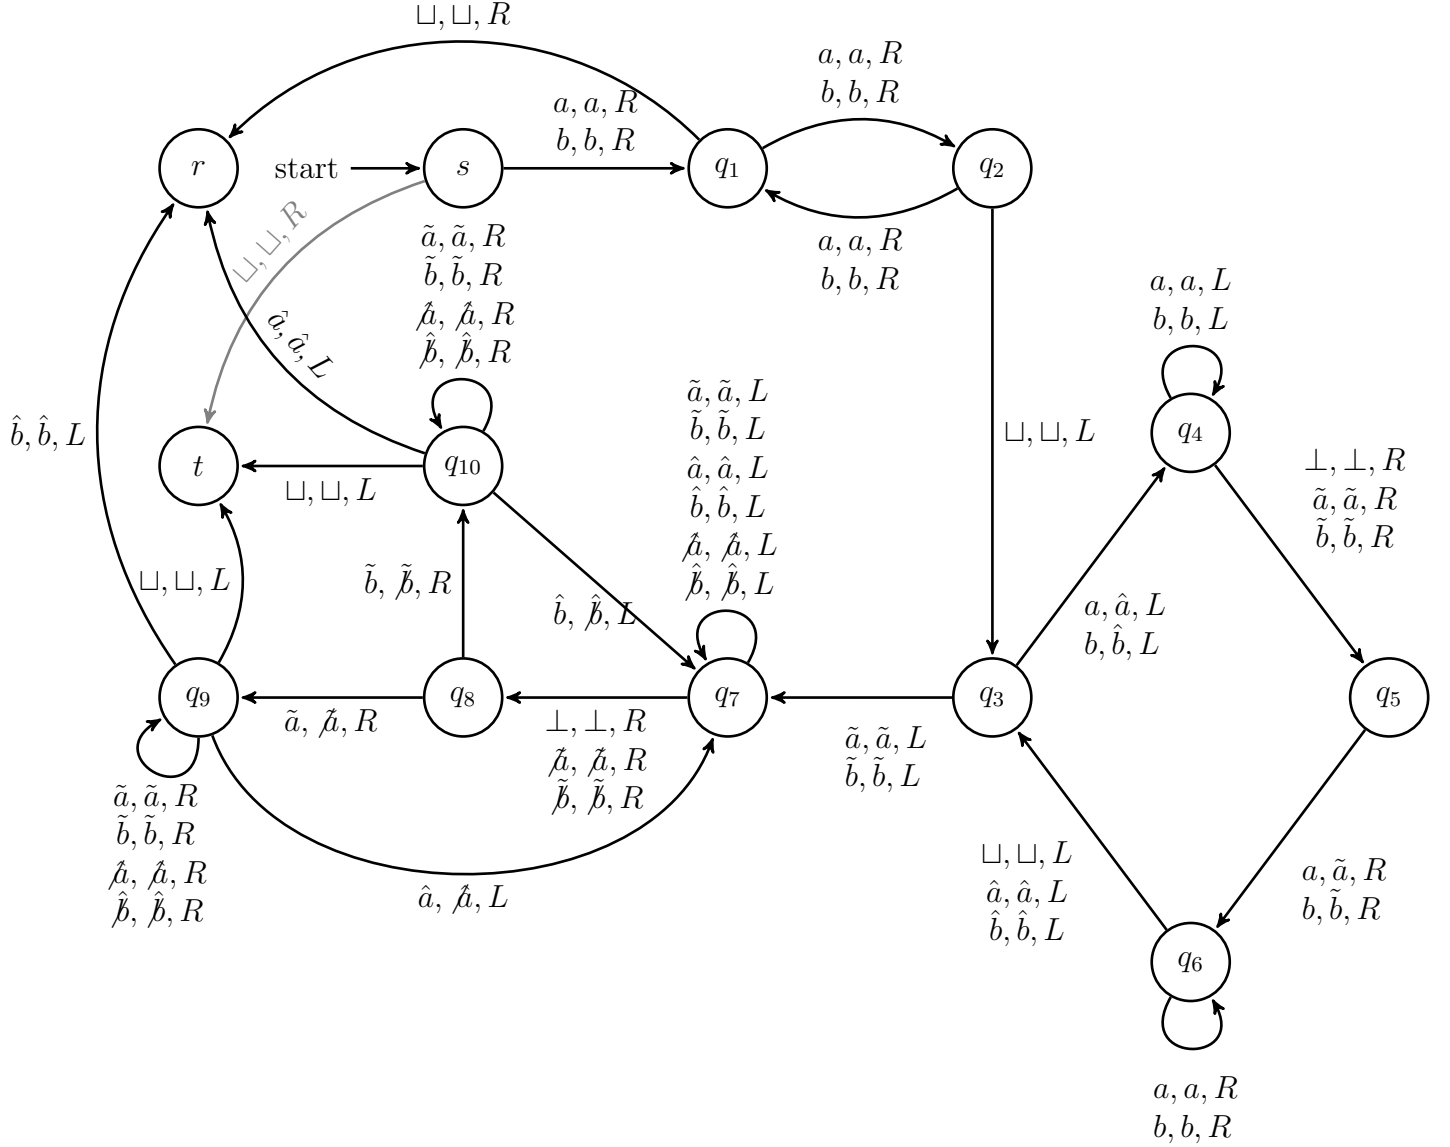 ⊔, ⊔, R
a, a, R
b, b, R
a, a, R
b, b, R
r
start
s
q₁
q₂
⊔, ⊔, R
a, a, R
b, b, R
ã, ã, R
b̃, b̃, R
â̸, â̸, R
b̸̂, b̸̂, R
a, a, L
b, b, L
â, â, L
ã, ã, L
b̃, b̃, L
â, â, L
b̂, b̂, L
â̸, â̸, L
b̸̂, b̸̂, L
b̂, b̂, L
⊔, ⊔, L
q₄
⊥, ⊥, R
ã, ã, R
b̃, b̃, R
t
q₁₀
⊔, ⊔, L
⊔, ⊔, L
b̃, b̸̃, R
b̂, b̸̂, L
a, â, L
b, b̂, L
q₉
q₈
q₇
q₃
q₅
ã, ã̸, R
⊥, ⊥, R
ã̸, ã̸, R
b̸̃, b̸̃, R
ã, ã, L
b̃, b̃, L
ã, ã, R
b̃, b̃, R
â̸, â̸, R
b̸̂, b̸̂, R
â, â̸, L
⊔, ⊔, L
â, â, L
b̂, b̂, L
a, ã, R
b, b̃, R
q₆
a, a, R
b, b, R